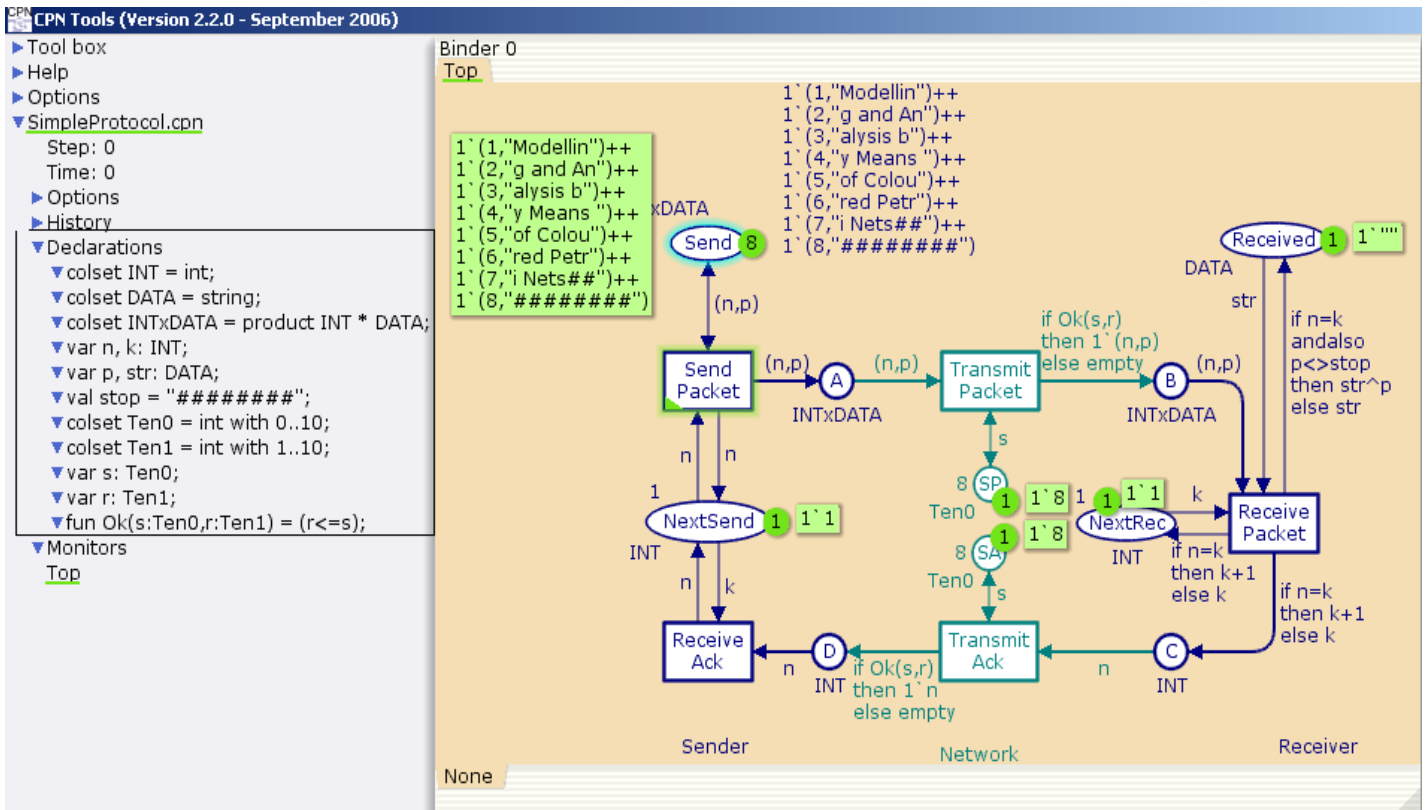 CPN
CPN Tools (Version 2.2.0 - September 2006)
Tool box
Help
Options
SimpleProtocol.cpn
Step: 0
Time: 0
Options
History
Declarations
colset INT = int;
colset DATA = string;
colset INTxDATA = product INT * DATA;
var n, k: INT;
var p, str: DATA;
val stop = "########";
colset Ten0 = int with 0..10;
colset Ten1 = int with 1..10;
var s: Ten0;
var r: Ten1;
fun Ok(s:Ten0,r:Ten1) = (r<=s);
Monitors
Top
Binder 0
Top
1`(1,"Modellin")++
1`(2,"g and An")++
1`(3,"alysis b")++
1`(4,"y Means ")++
1`(5,"of Colou")++
1`(6,"red Petr")++
1`(7,"i Nets##")++
1`(8,"########")
1`(1,"Modellin")++
1`(2,"g and An")++
1`(3,"alysis b")++
1`(4,"y Means ")++
1`(5,"of Colou")++
1`(6,"red Petr")++
1`(7,"i Nets##")++
1`(8,"########")
xDATA
Send
8
Received
1
1`""
DATA
(n,p)
str
if n=k
andalso
p<>stop
then str^p
else str
Send
Packet
(n,p)
A
INTxDATA
(n,p)
Transmit
Packet
if Ok(s,r)
then 1`(n,p)
else empty
B
INTxDATA
(n,p)
n
n
s
1
NextSend
1
1`1
INT
8
SP
1
1`8
Ten0
8
SA
1
1`8
Ten0
s
1
1
1`1
NextRec
INT
k
if n=k
then k+1
else k
Receive
Packet
if n=k
then k+1
else k
n
k
Receive
Ack
n
D
INT
if Ok(s,r)
then 1`n
else empty
Transmit
Ack
n
C
INT
Sender
Network
Receiver
None